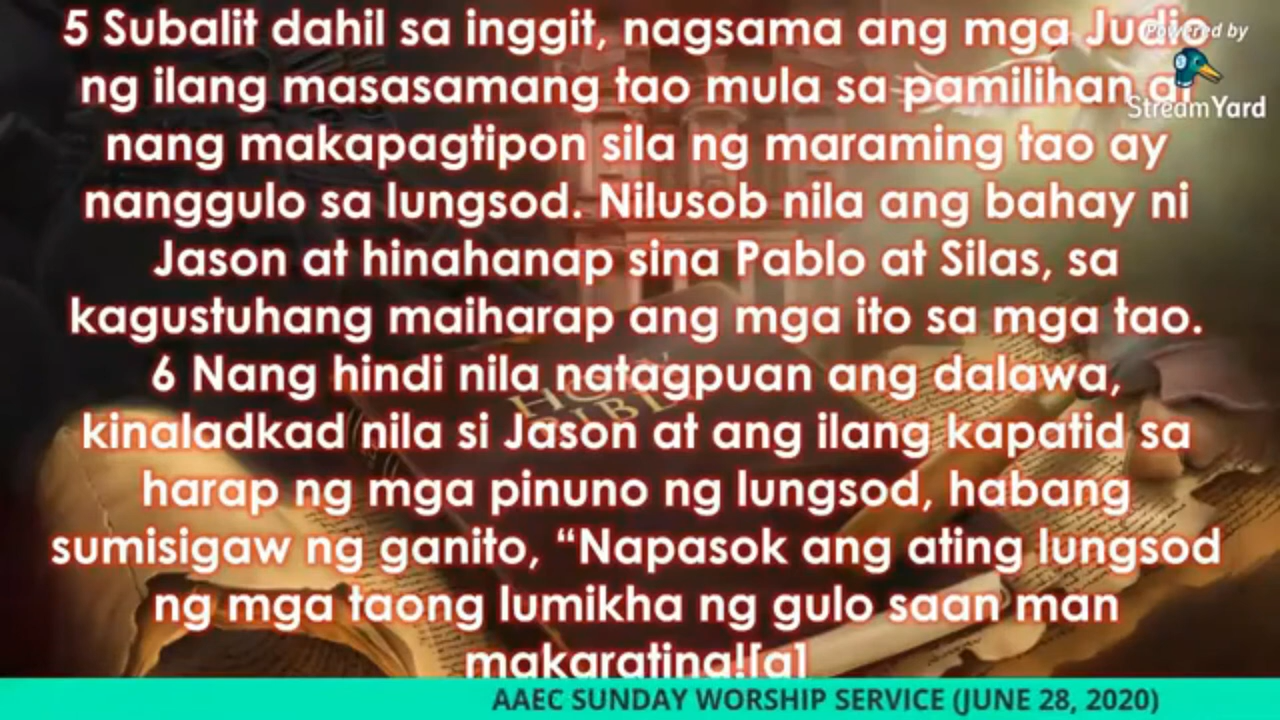 5 Subalit dahil sa inggit, nagsama ang mga Judio
ng ilang masasamang tao mula sa pamilihan at
nang makapagtipon sila ng maraming tao ay
nanggulo sa lungsod. Nilusob nila ang bahay ni
Jason at hinahanap sina Pablo at Silas, sa
kagustuhang maiharap ang mga ito sa mga tao.
6 Nang hindi nila natagpuan ang dalawa,
kinaladkad nila si Jason at ang ilang kapatid sa
harap ng mga pinuno ng lungsod, habang
sumisigaw ng ganito, “Napasok ang ating lungsod
ng mga taong lumikha ng gulo saan man
makarating![a]
Powered by
StreamYard
HOLY
BIBLE
AAEC SUNDAY WORSHIP SERVICE (JUNE 28, 2020)